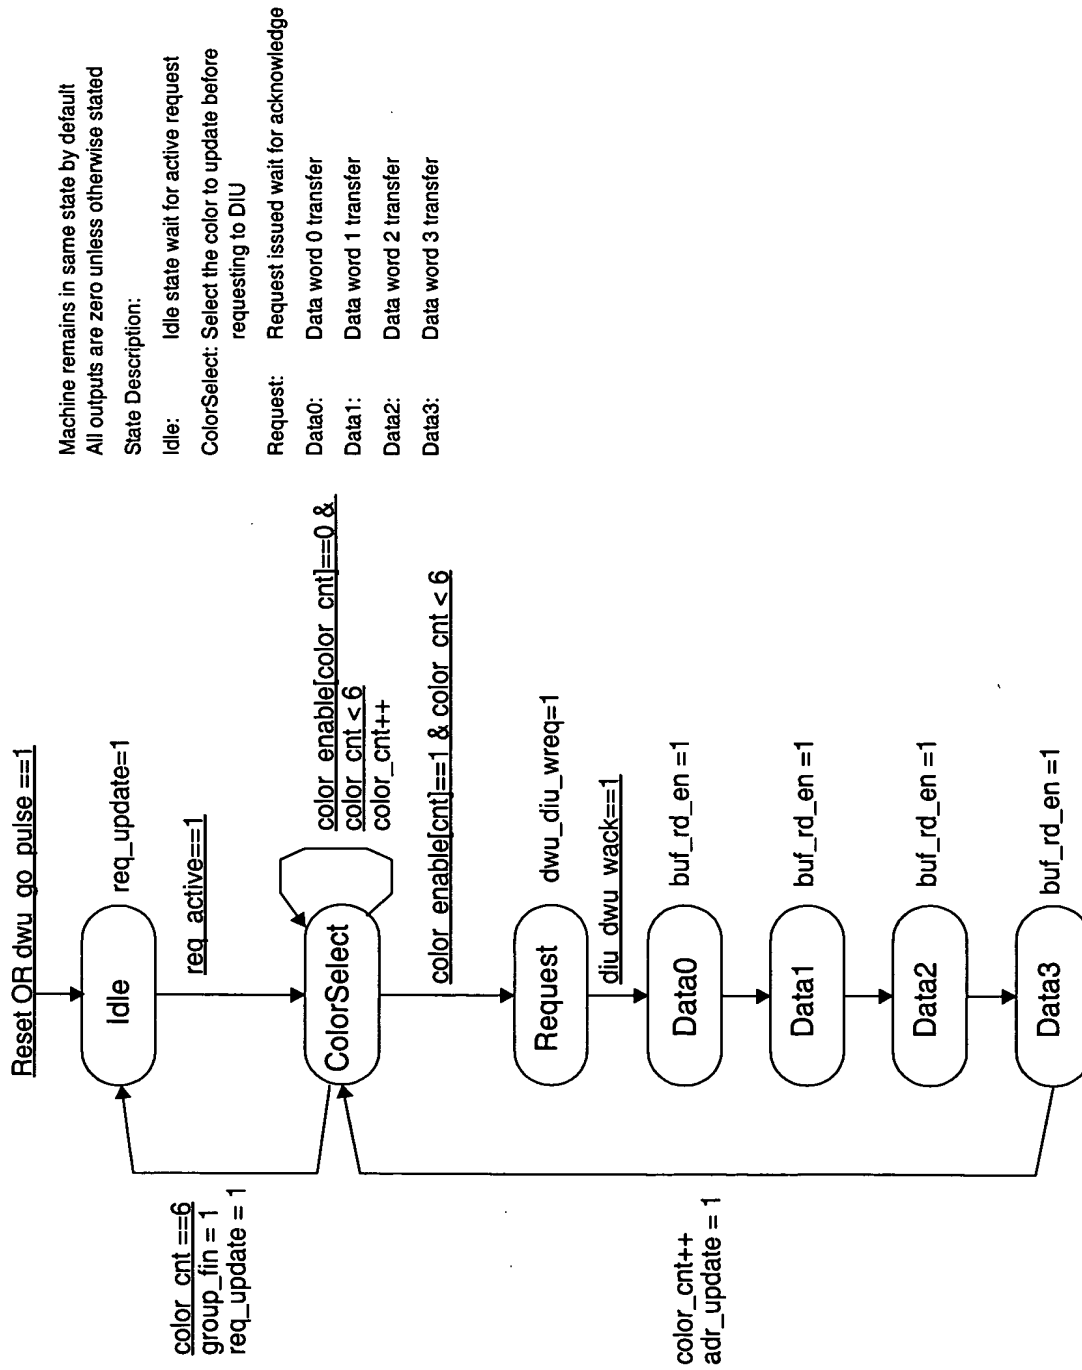 Reset OR dwu_go_pulse ==1
Idle
req_update=1
req_active==1
color_cnt ==6
group_fin = 1
req_update = 1
ColorSelect
color_enable[color_cnt]==0 &
color_cnt < 6
color_cnt++
color_enable[cnt]==1 & color_cnt < 6
Request
dwu_diu_wreq=1
diu_dwu_wack==1
Data0
buf_rd_en =1
Data1
buf_rd_en =1
Data2
buf_rd_en =1
Data3
buf_rd_en =1
color_cnt++
adr_update = 1
Machine remains in same state by default
All outputs are zero unless otherwise stated
State Description:
Idle: Idle state wait for active request
ColorSelect: Select the color to update before
requesting to DIU
Request: Request issued wait for acknowledge
Data0: Data word 0 transfer
Data1: Data word 1 transfer
Data2: Data word 2 transfer
Data3: Data word 3 transfer